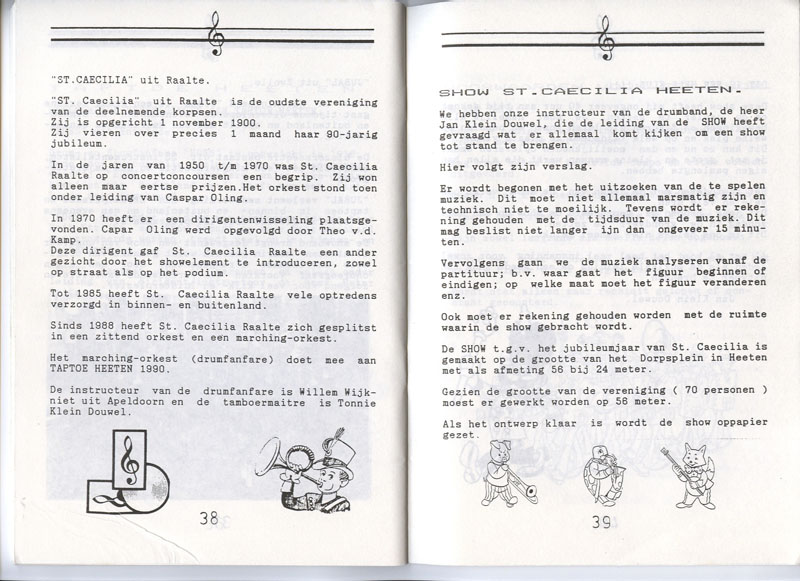 "ST.CAECILIA" uit Raalte.
"ST. Caecilia" uit Raalte is de oudste vereniging
van de deelnemende korpsen.
Zij is opgericht 1 november 1900.
Zij vieren over precies 1 maand haar 90-jarig
jubileum.
In de jaren van 1950 t/m 1970 was St. Caecilia
Raalte op concertconcoursen een begrip. Zij won
alleen maar eertse prijzen.Het orkest stond toen
onder leiding van Caspar Oling.
In 1970 heeft er een dirigentenwisseling plaatsge-
vonden. Capar Oling werd opgevolgd door Theo v.d.
Kamp.
Deze dirigent gaf St. Caecilia Raalte een ander
gezicht door het showelement te introduceren, zowel
op straat als op het podium.
Tot 1985 heeft St. Caecilia Raalte vele optredens
verzorgd in binnen- en buitenland.
Sinds 1988 heeft St. Caecilia Raalte zich gesplitst
in een zittend orkest en een marching-orkest.
Het marching-orkest (drumfanfare) doet mee aan
TAPTOE HEETEN 1990.
De instructeur van de drumfanfare is Willem Wijk-
niet uit Apeldoorn en de tamboermaitre is Tonnie
Klein Douwel.
38
SHOW ST.CAECILIA HEETEN.
We hebben onze instructeur van de drumband, de heer
Jan Klein Douwel, die de leiding van de SHOW heeft
gevraagd wat er allemaal komt kijken om een show
tot stand te brengen.
Hier volgt zijn verslag.
Er wordt begonen met het uitzoeken van de te spelen
muziek. Dit moet niet allemaal marsmatig zijn en
technisch niet te moeilijk. Tevens wordt er reke-
ning gehouden met de tijdsduur van de muziek. Dit
mag beslist niet langer ijn dan ongeveer 15 minu-
ten.
Vervolgens gaan we de muziek analyseren vanaf de
partituur; b.v. waar gaat het figuur beginnen of
eindigen; op welke maat moet het figuur veranderen
enz.
Ook moet er rekening gehouden worden met de ruimte
waarin de show gebracht wordt.
De SHOW t.g.v. het jubileumjaar van St. Caecilia is
gemaakt op de grootte van het Dorpsplein in Heeten
met als afmeting 58 bij 24 meter.
Gezien de grootte van de vereniging ( 70 personen )
moest er gewerkt worden op 58 meter.
Als het ontwerp klaar is wordt de show oppapier
gezet.
39